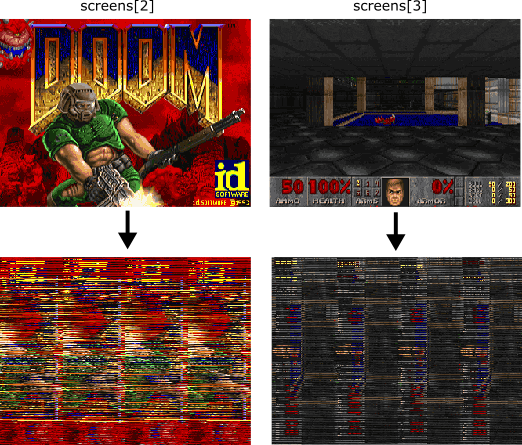 screens[2]
screens[3]
DOOM
id
SOFTWARE
50 100% 0%
AMMO HEALTH ARMS ARMOR